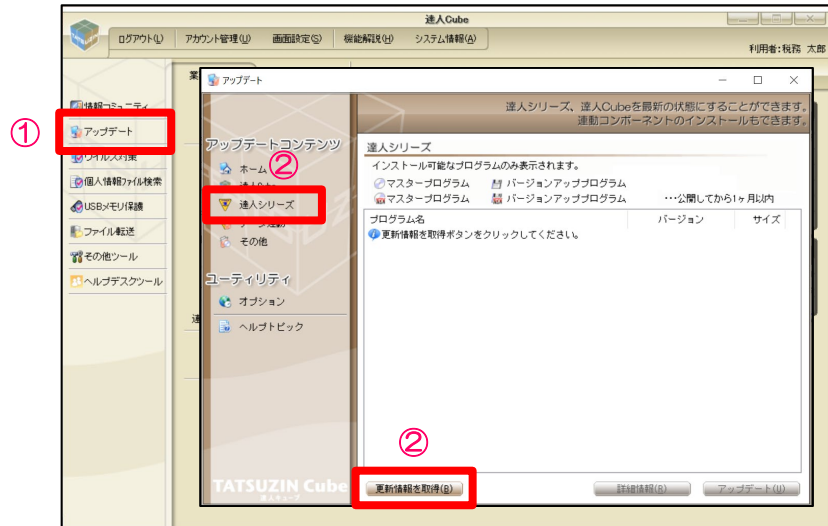 達人Cube
ログアウト(L) アカウント管理(U) 画面設定(S) 機能解説(H) システム情報(A)
利用者:税務 太郎
業
①
情報コミュニティ
アップデート
ウイルス対策
個人情報ファイル検索
USBメモリ保護
ファイル転送
その他ツール
ヘルプデスクツール
アップデート
達人シリーズ、達人Cubeを最新の状態にすることができます。
連動コンポーネントのインストールもできます。
アップデートコンテンツ
②
ホーム
達人シリーズ
その他
ユーティリティ
オプション
ヘルプトピック
TATSUZIN Cube
達人キューブ
達人シリーズ
インストール可能なプログラムのみ表示されます。
マスタープログラム バージョンアッププログラム
マスタープログラム バージョンアッププログラム ・・・公開してから1ヶ月以内
プログラム名 バージョン サイズ
更新情報を取得ボタンをクリックしてください。
②
更新情報を取得(B) 詳細情報(R) アップデート(U)